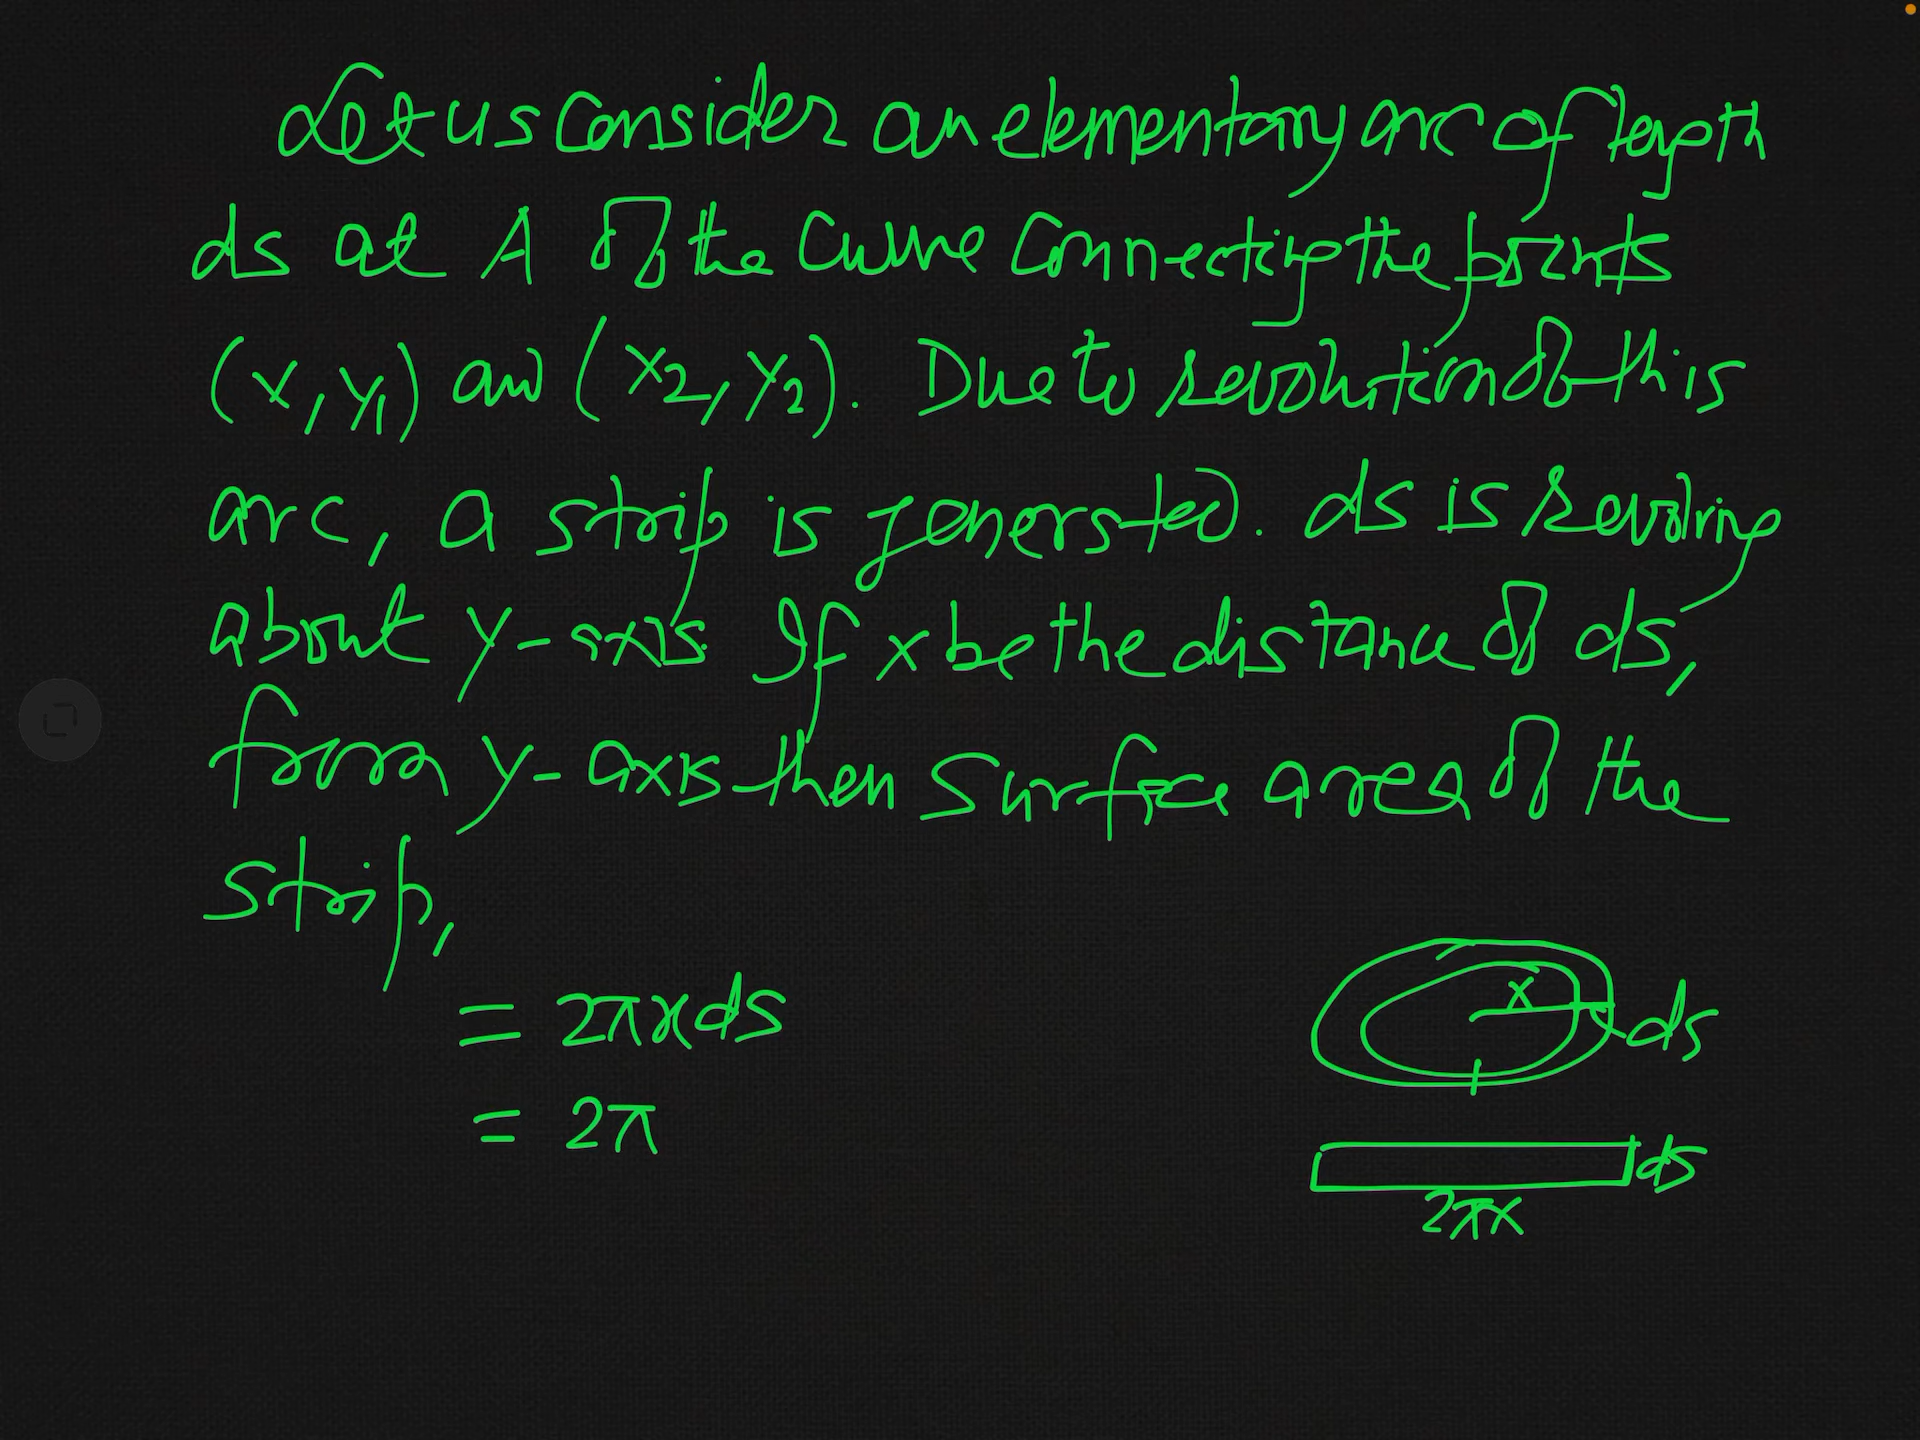 Let us consider an elementary arc of length
ds at A of the curve connecting the points
(x₁, y₁) and (x₂, y₂). Due to revolution of this
arc, a strip is generated. ds is revolving
about y-axis. If x be the distance of ds,
from y-axis then surface area of the
strip,
= 2πx ds
= 2π
x
ds
ds
2πx